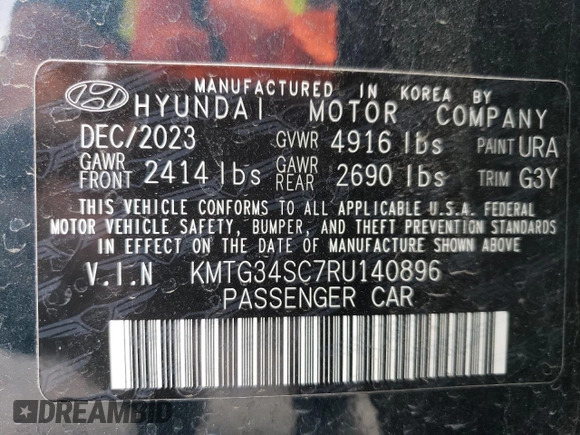 MANUFACTURED IN KOREA BY
HYUNDAI MOTOR COMPANY
DEC/2023 GVWR 4916 lbs PAINT URA
GAWR FRONT 2414 lbs GAWR REAR 2690 lbs TRIM G3Y
THIS VEHICLE CONFORMS TO ALL APPLICABLE U.S.A. FEDERAL
MOTOR VEHICLE SAFETY, BUMPER, AND THEFT PREVENTION STANDARDS
IN EFFECT ON THE DATE OF MANUFACTURE SHOWN ABOVE
V.I.N KMTG34SC7RU140896
PASSENGER CAR
DREAMBID